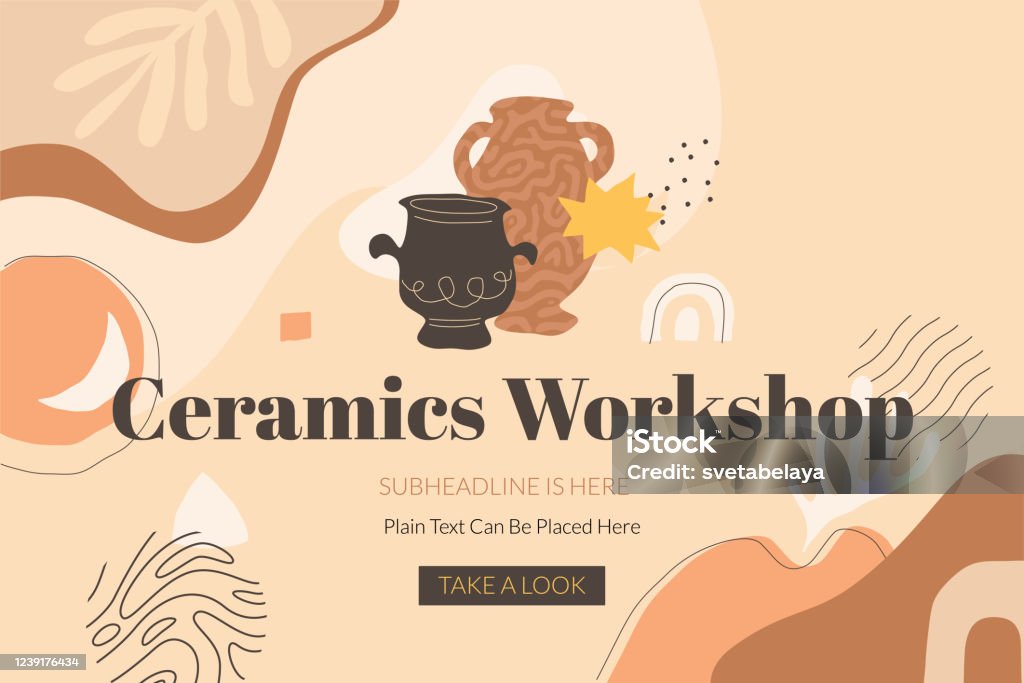 Ceramics Workshop
iStock
Credit: svetabelaya
SUBHEADLINE IS HERE
Plain Text Can Be Placed Here
TAKE A LOOK
1239176434